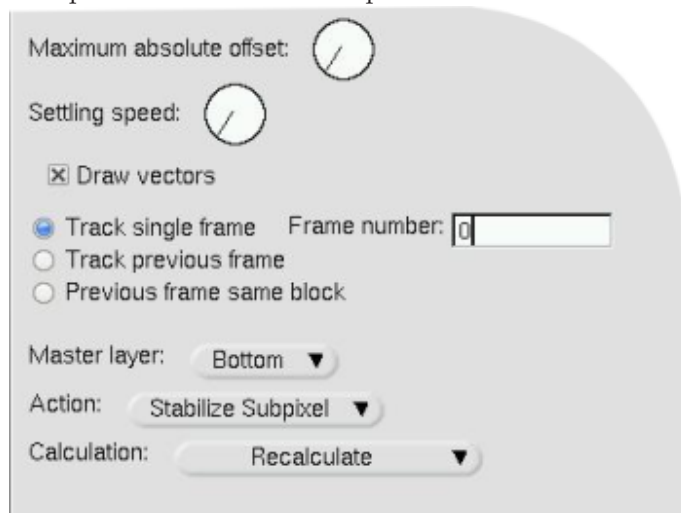 Maximum absolute offset:
Settling speed:
Draw vectors
Track single frame Frame number: 0
Track previous frame
Previous frame same block
Master layer: Bottom
Action: Stabilize Subpixel
Calculation: Recalculate